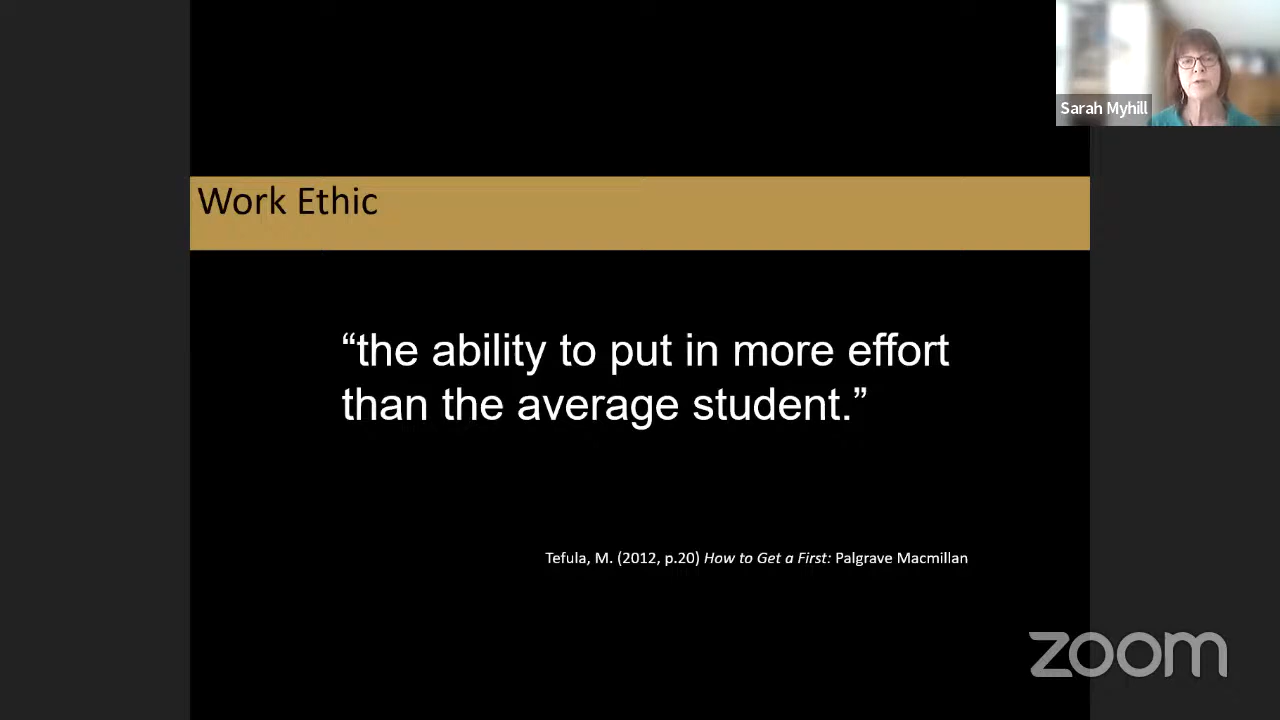 Sarah Myhill
Work Ethic
“the ability to put in more effort
than the average student.”
Tefula, M. (2012, p.20) How to Get a First: Palgrave Macmillan
zoom